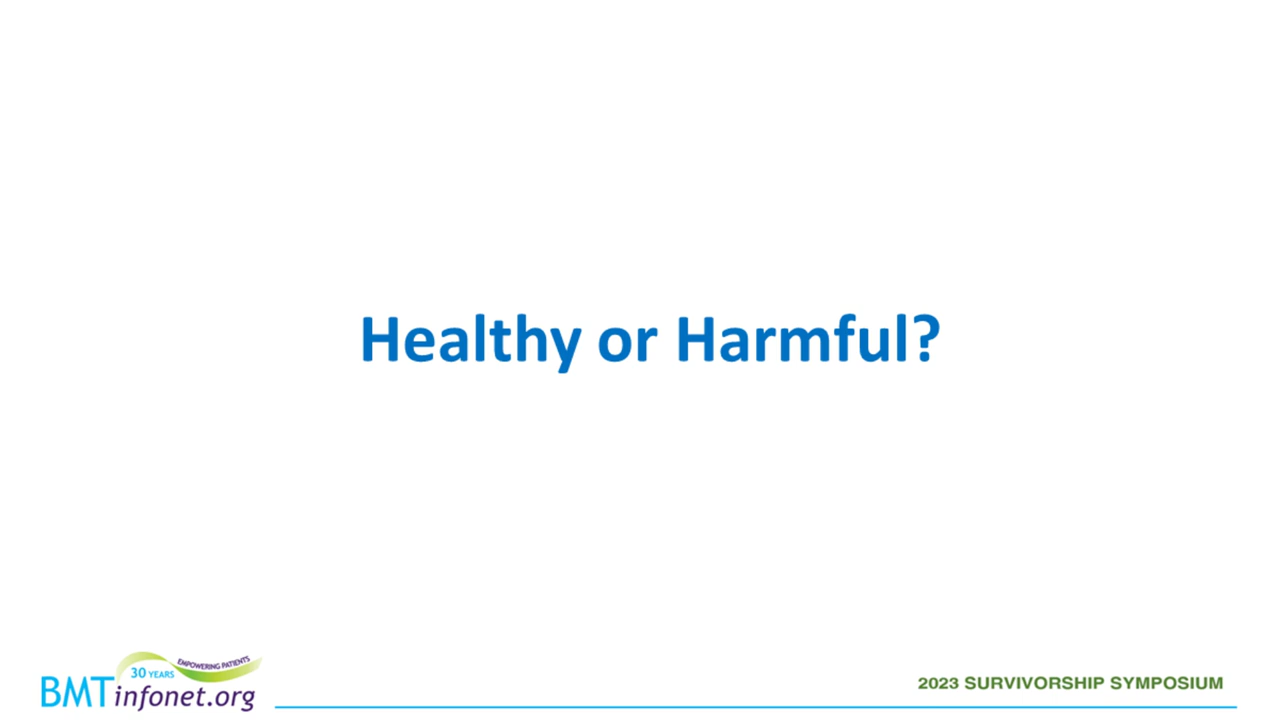 Healthy or Harmful?
30 YEARS
EMPOWERING PATIENTS
BMTinfonet.org
2023 SURVIVORSHIP SYMPOSIUM